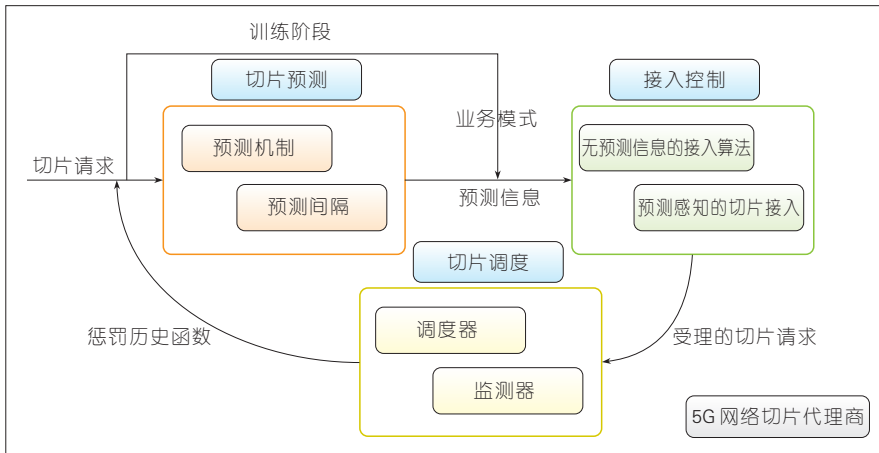 训练阶段
切片预测
接入控制
预测机制
业务模式
无预测信息的接入算法
切片请求
预测间隔
预测信息
预测感知的切片接入
切片调度
惩罚历史函数
调度器
受理的切片请求
监测器
5G 网络切片代理商